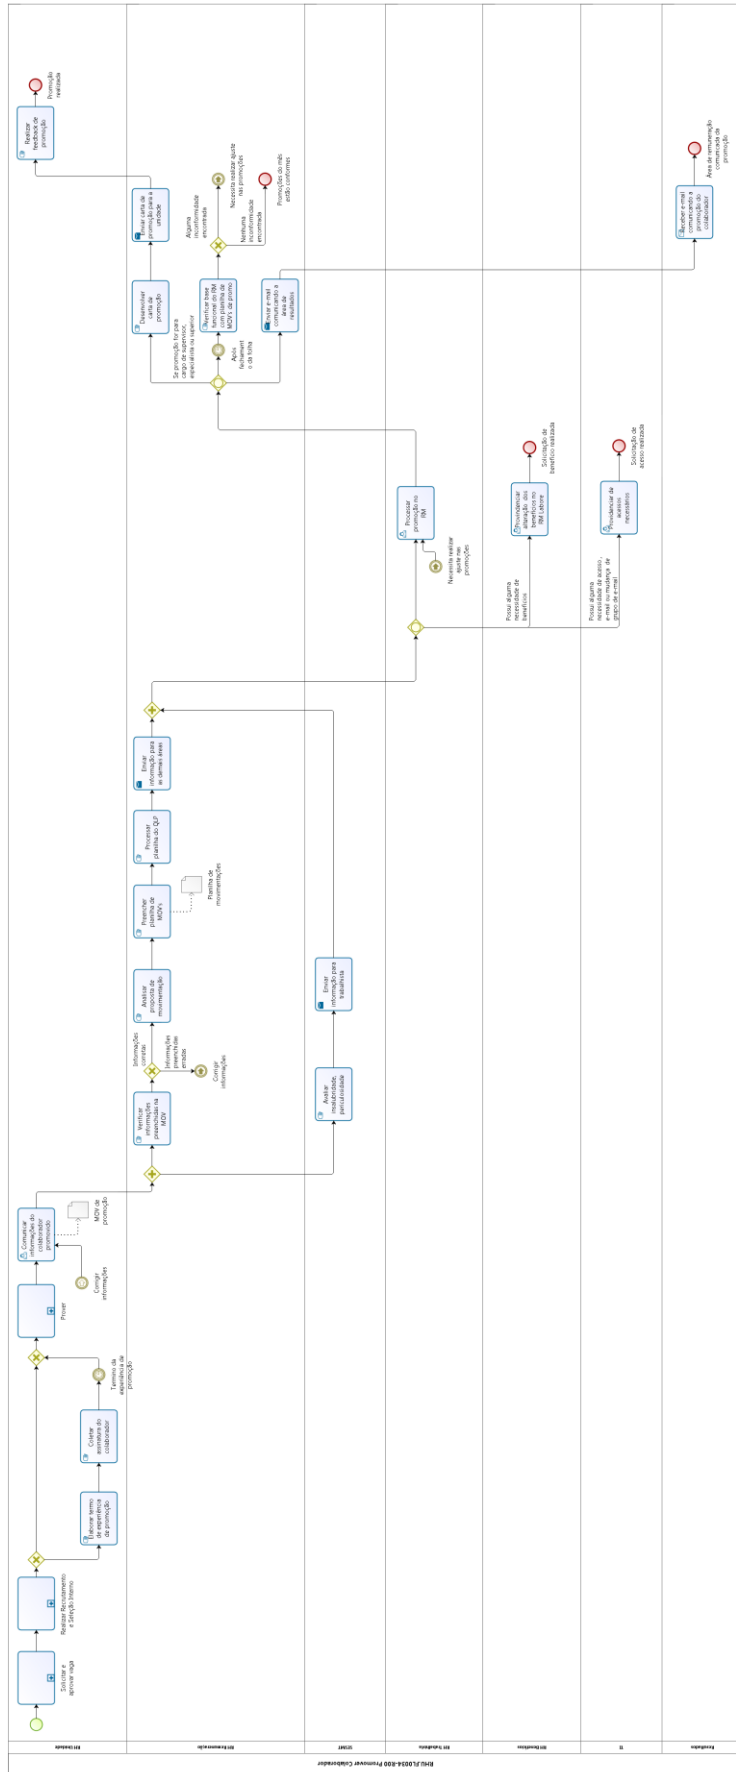 RHU.FL0034-R00 Promover Colaborador
RH Unidade
Solicitar e
aprovar vaga
Realizar Recrutamento
e Seleção Interno
Elaborar termo
de experiência
de promoção
Coletar
assinatura do
colaborador
Término da
experiência de
promoção
Prover
Corrigir
informações
Comunicar
informações do
colaborador
promovido
MOV de
promoção
Realizar
feedback de
promoção
Promoção
realizada
RH Remuneração
Verificar
informações
preenchidas na
MOV
Informações
corretas
Informações
preenchidas
erradas
Corrigir
informações
Analisar
proposta de
movimentação
Preencher
planilha de
MOV's
Planilha de
movimentações
Processar
planilha do QLP
Enviar
informação para
as demais áreas
Se promoção for para
cargo de supervisor,
especialista ou superior
Desenvolver
carta de
promoção
Enviar carta de
promoção para a
unidade
Após
fechament
o da folha
Verificar base
funcional do RM
com planilha de
MOV's de promo
Alguma
inconformidade
encontrada
Necessita realizar ajuste
nas promoções
Nenhuma
inconformidade
encontrada
Promoções do mês
estão conformes
Enviar e-mail
comunicando a
área de
resultados
SESMT
Avaliar
insalubridade,
periculosidade
Enviar
informação para
trabalhista
RH Trabalhista
Necessita realizar
ajuste nas
promoções
Processar
promoção no
RM
RH Benefícios
Possui alguma
necessidade de
benefícios
Providenciar
alteração dos
benefícios no
RM Labore
Solicitação de
benefício realizada
TI
Possui alguma
necessidade de acesso,
e-mail ou mudança de
grupo de e-mail
Providenciar de
acessos
necessários
Solicitação de
acesso realizada
Resultados
Receber e-mail
comunicando a
promoção do
colaborador
Área de remuneração
comunicada da
promoção